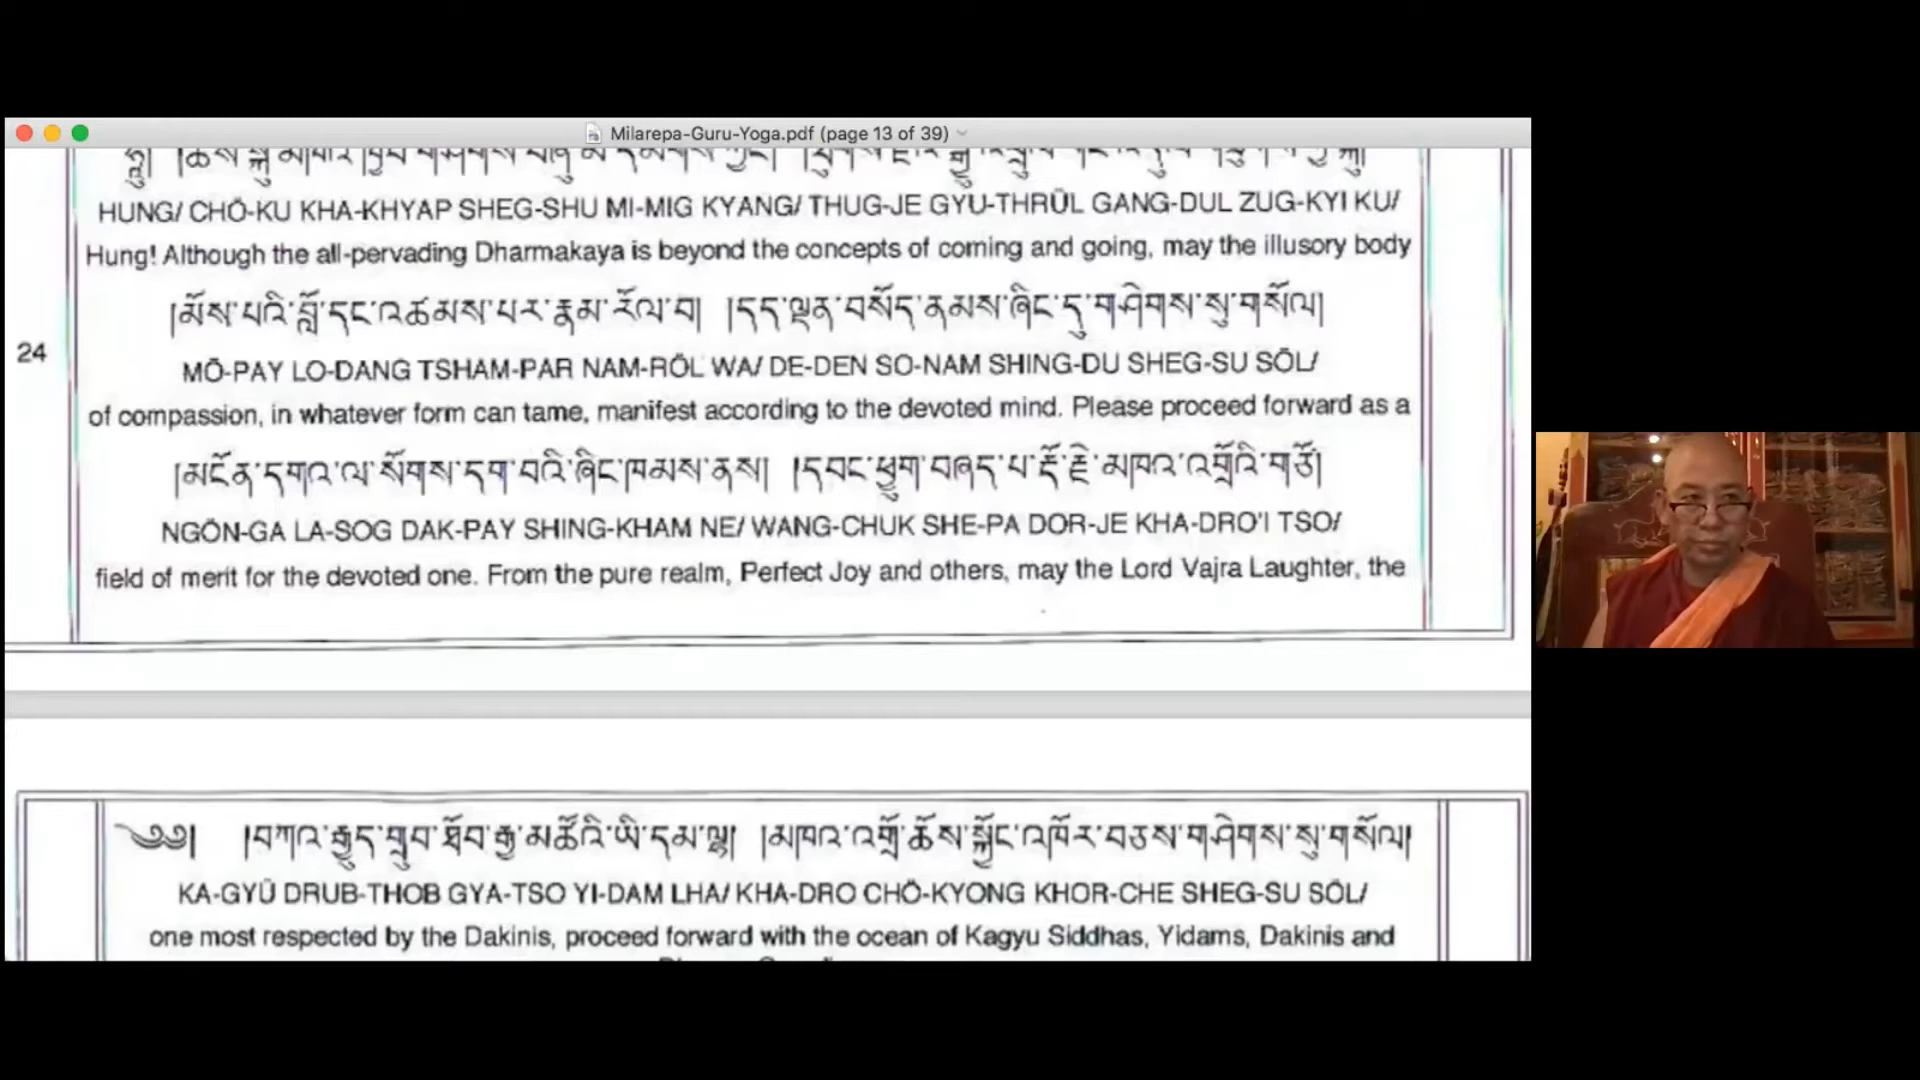 Milarepa-Guru-Yoga.pdf (page 13 of 39)
HUNG/ CHÖ-KU KHA-KHYAP SHEG-SHU MI-MIG KYANG/ THUG-JE GYU-THRÜL GANG-DUL ZUG-KYI KU/
Hung! Although the all-pervading Dharmakaya is beyond the concepts of coming and going, may the illusory body
།མོས་པའི་བློ་དང་འཚམས་པར་རྣམ་རོལ་བ། །དད་ལྡན་བསོད་ནམས་ཞིང་དུ་གཤེགས་སུ་གསོལ།
24
MÖ-PAY LO-DANG TSHAM-PAR NAM-RÖL WA/ DE-DEN SO-NAM SHING-DU SHEG-SU SÖL/
of compassion, in whatever form can tame, manifest according to the devoted mind. Please proceed forward as a
།མངོན་དགའ་ལ་སོགས་དག་བའི་ཞིང་ཁམས་ནས། །དབང་ཕྱུག་བཞད་པ་རྡོ་རྗེ་མཁའ་འགྲོའི་གཙོ།
NGÖN-GA LA-SOG DAK-PAY SHING-KHAM NE/ WANG-CHUK SHE-PA DOR-JE KHA-DRO'I TSO/
field of merit for the devoted one. From the pure realm, Perfect Joy and others, may the Lord Vajra Laughter, the
༄༅། །བཀའ་རྒྱུད་གྲུབ་ཐོབ་རྒྱ་མཚོའི་ཡི་དམ་ལྷ། །མཁའ་འགྲོ་ཆོས་སྐྱོང་འཁོར་བཅས་གཤེགས་སུ་གསོལ།
KA-GYÜ DRUB-THOB GYA-TSO YI-DAM LHA/ KHA-DRO CHÖ-KYONG KHOR-CHE SHEG-SU SÖL/
one most respected by the Dakinis, proceed forward with the ocean of Kagyu Siddhas, Yidams, Dakinis and